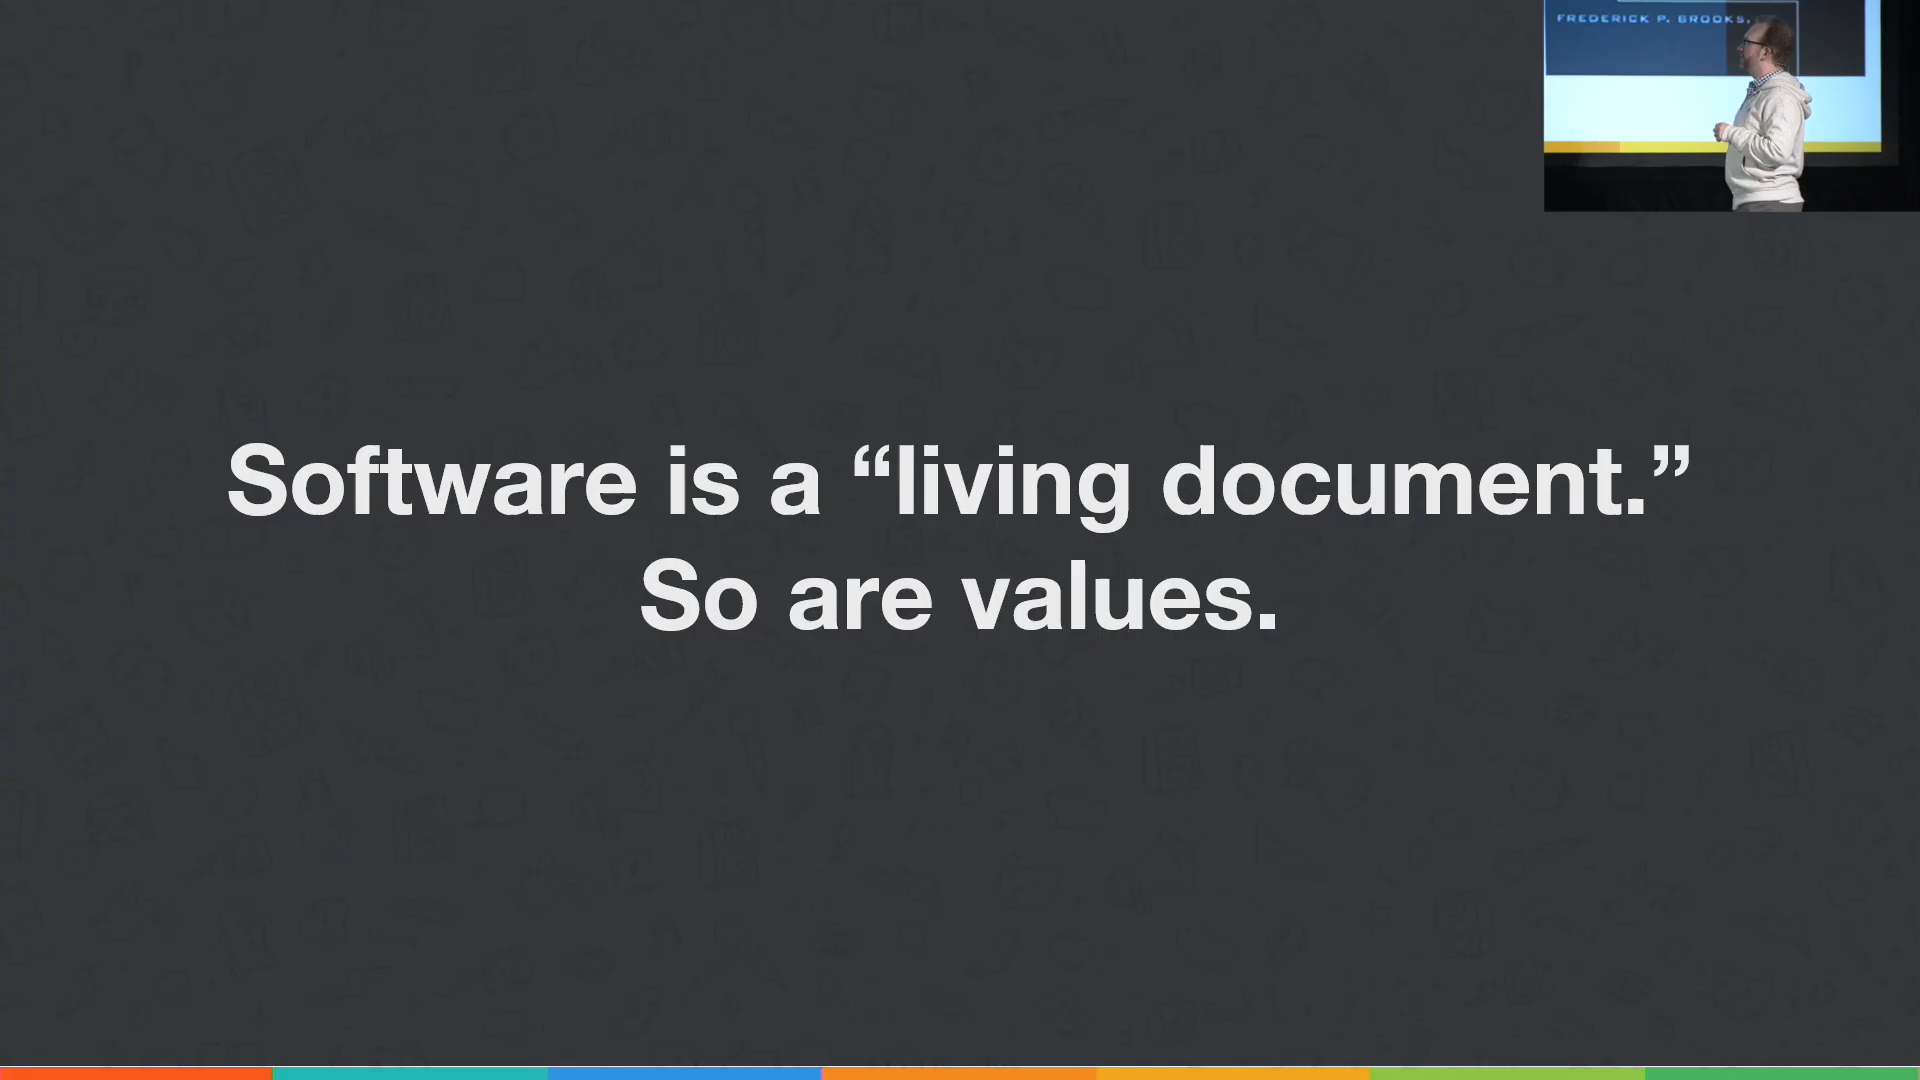 FREDERICK P. BROOKS,
Software is a “living document.”
So are values.